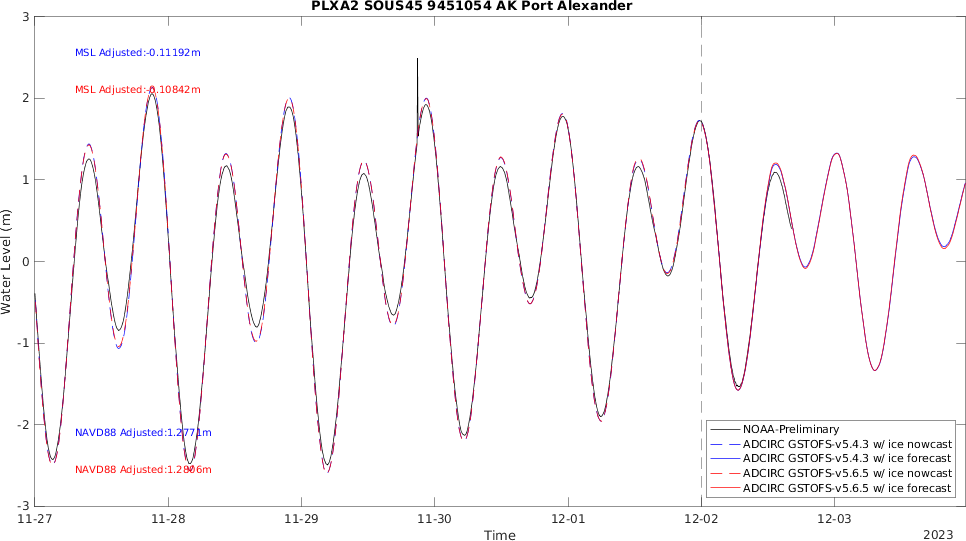 PLXA2 SOUS45 9451054 AK Port Alexander
3
MSL Adjusted:-0.11192m
MSL Adjusted:-0.10842m
2
1
0
-1
-2
-3
Water Level (m)
NAVD88 Adjusted:1.2771m
NAVD88 Adjusted:1.2806m
NOAA-Preliminary
ADCIRC GSTOFS-v5.4.3 w/ ice nowcast
ADCIRC GSTOFS-v5.4.3 w/ ice forecast
ADCIRC GSTOFS-v5.6.5 w/ ice nowcast
ADCIRC GSTOFS-v5.6.5 w/ ice forecast
11-27 11-28 11-29 11-30 12-01 12-02 12-03
Time
2023